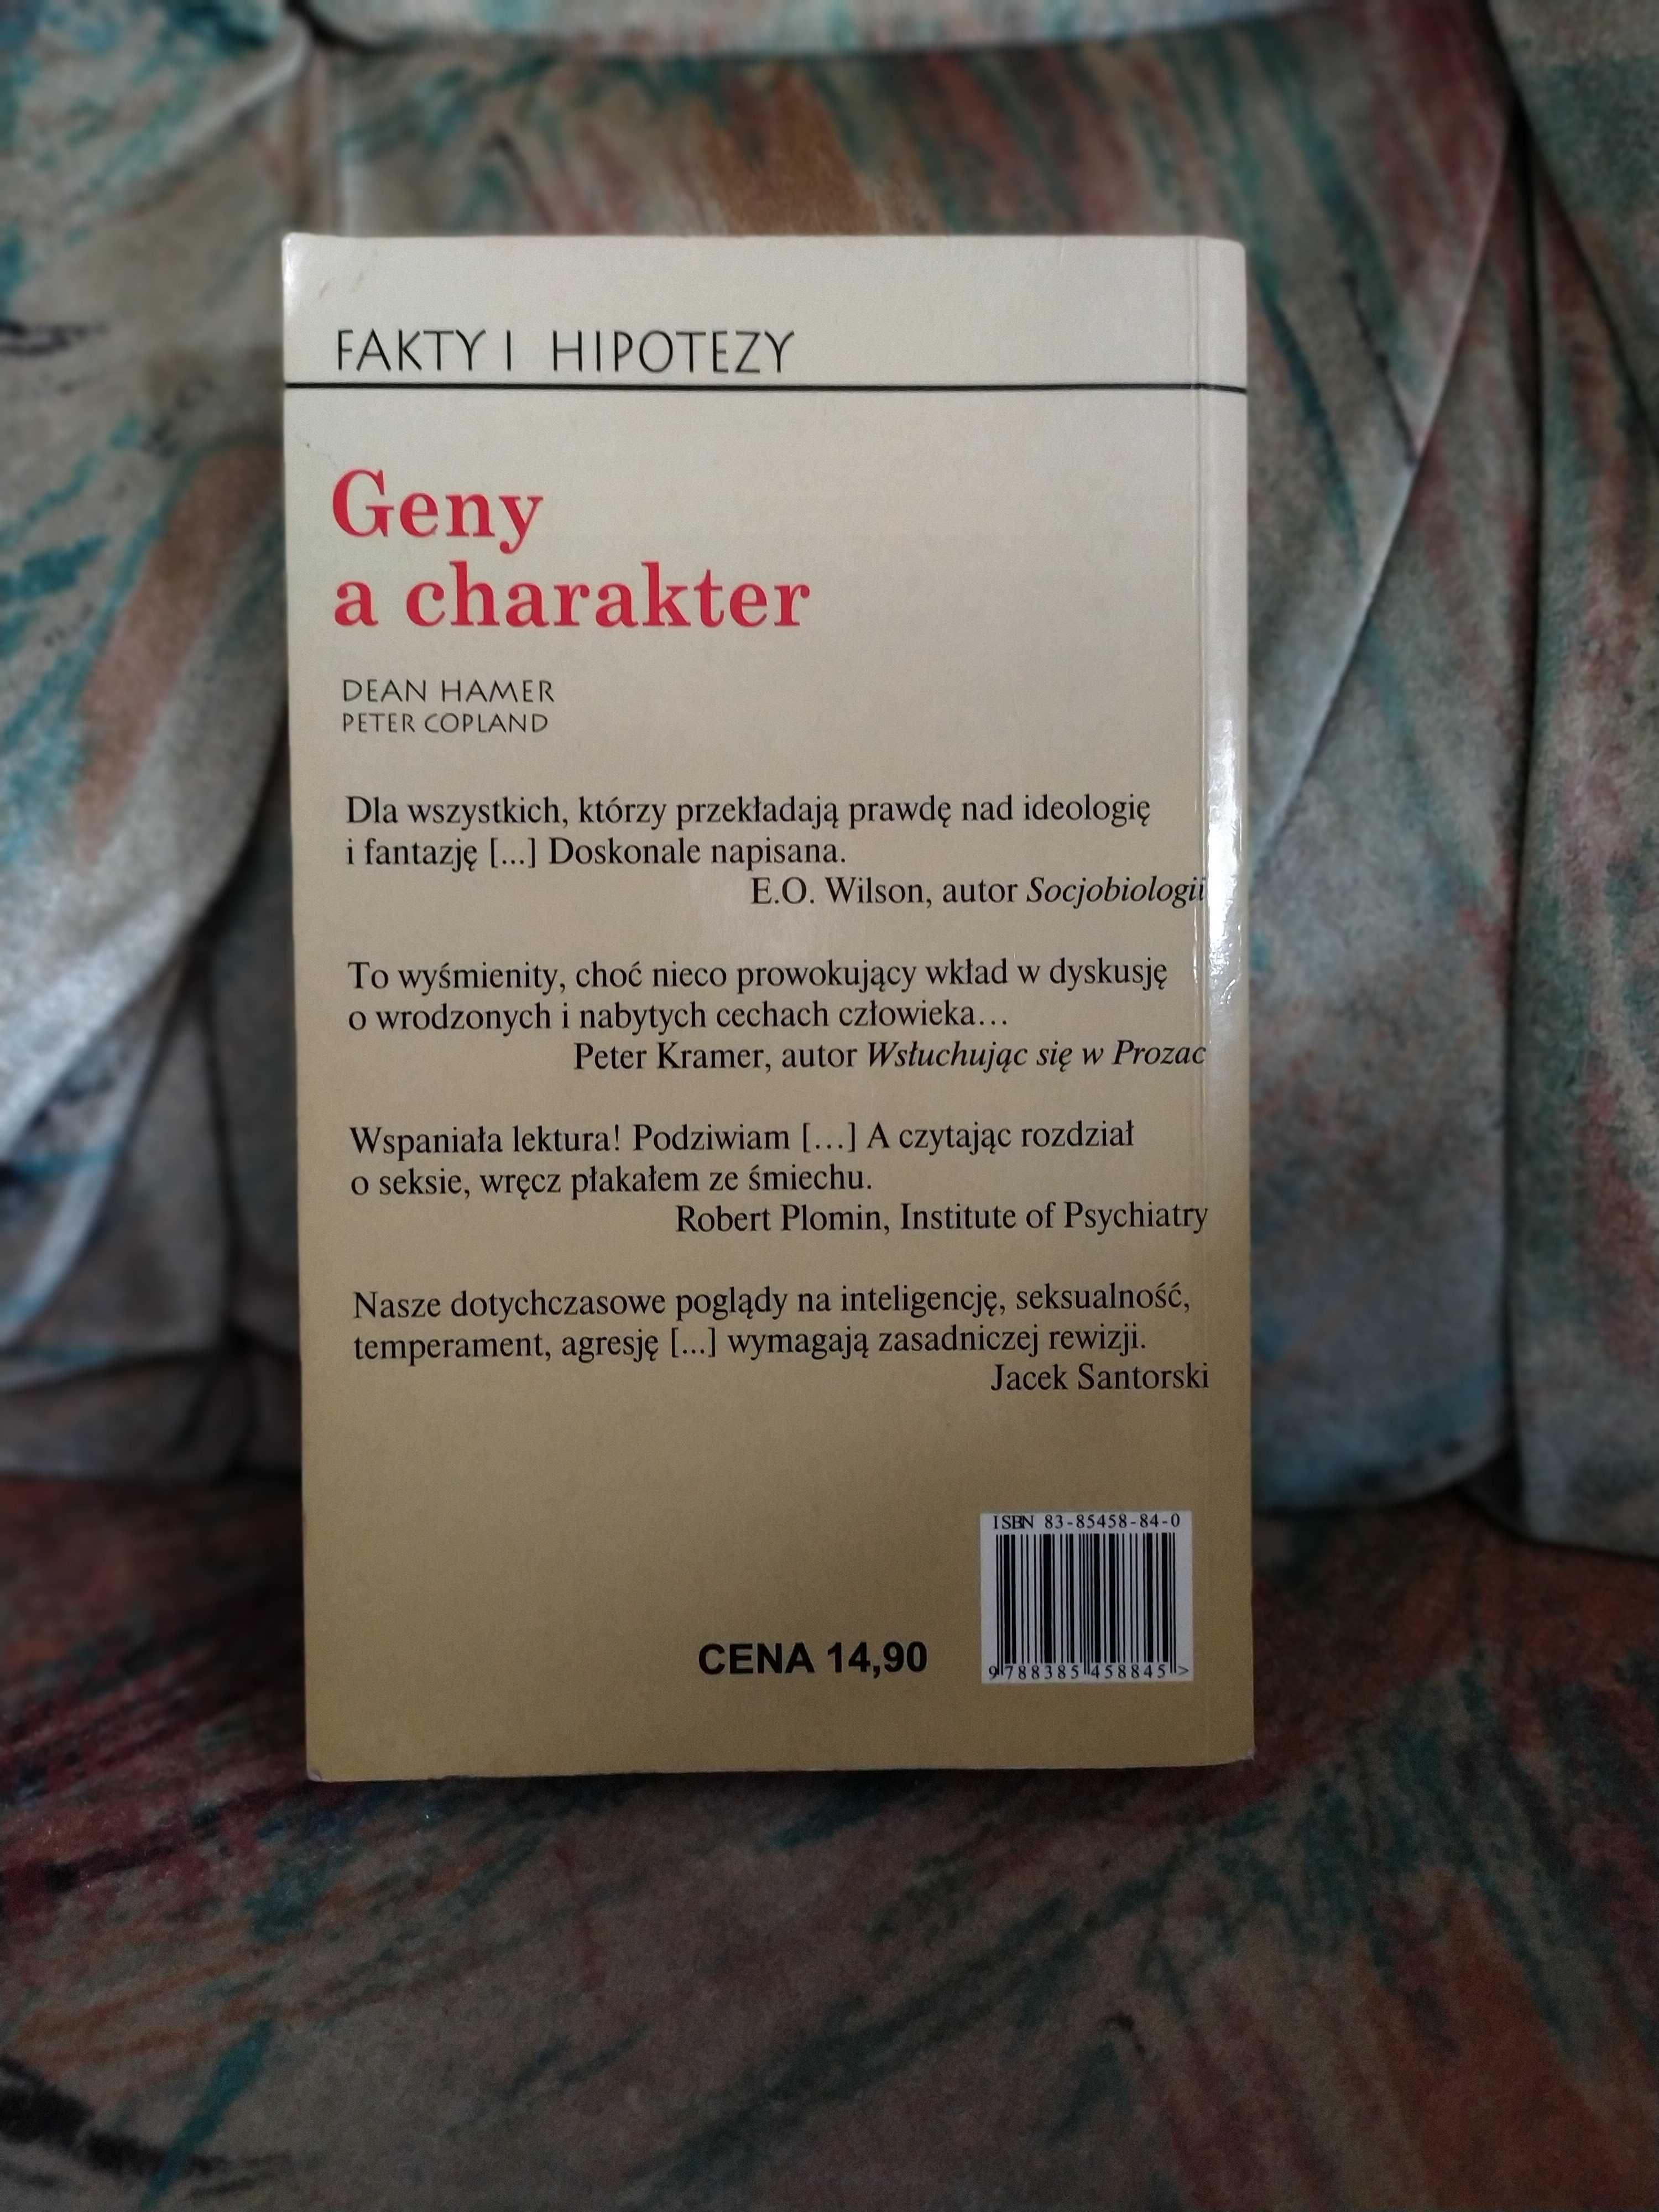 FAKTY I HIPOTEZY
Geny
a charakter
DEAN HAMER
PETER COPLAND
Dla wszystkich, którzy przekładają prawdę nad ideologię
i fantazję [...] Doskonale napisana.
E.O. Wilson, autor Socjobiologii
To wyśmienity, choć nieco prowokujący wkład w dyskusję
o wrodzonych i nabytych cechach człowieka...
Peter Kramer, autor Wsłuchując się w Prozac
Wspaniała lektura! Podziwiam [...] A czytając rozdział
o seksie, wręcz płakałem ze śmiechu.
Robert Plomin, Institute of Psychiatry
Nasze dotychczasowe poglądy na inteligencję, seksualność,
temperament, agresję [...] wymagają zasadniczej rewizji.
Jacek Santorski
ISBN 83-85458-84-0
9 788385 458845 >
CENA 14,90